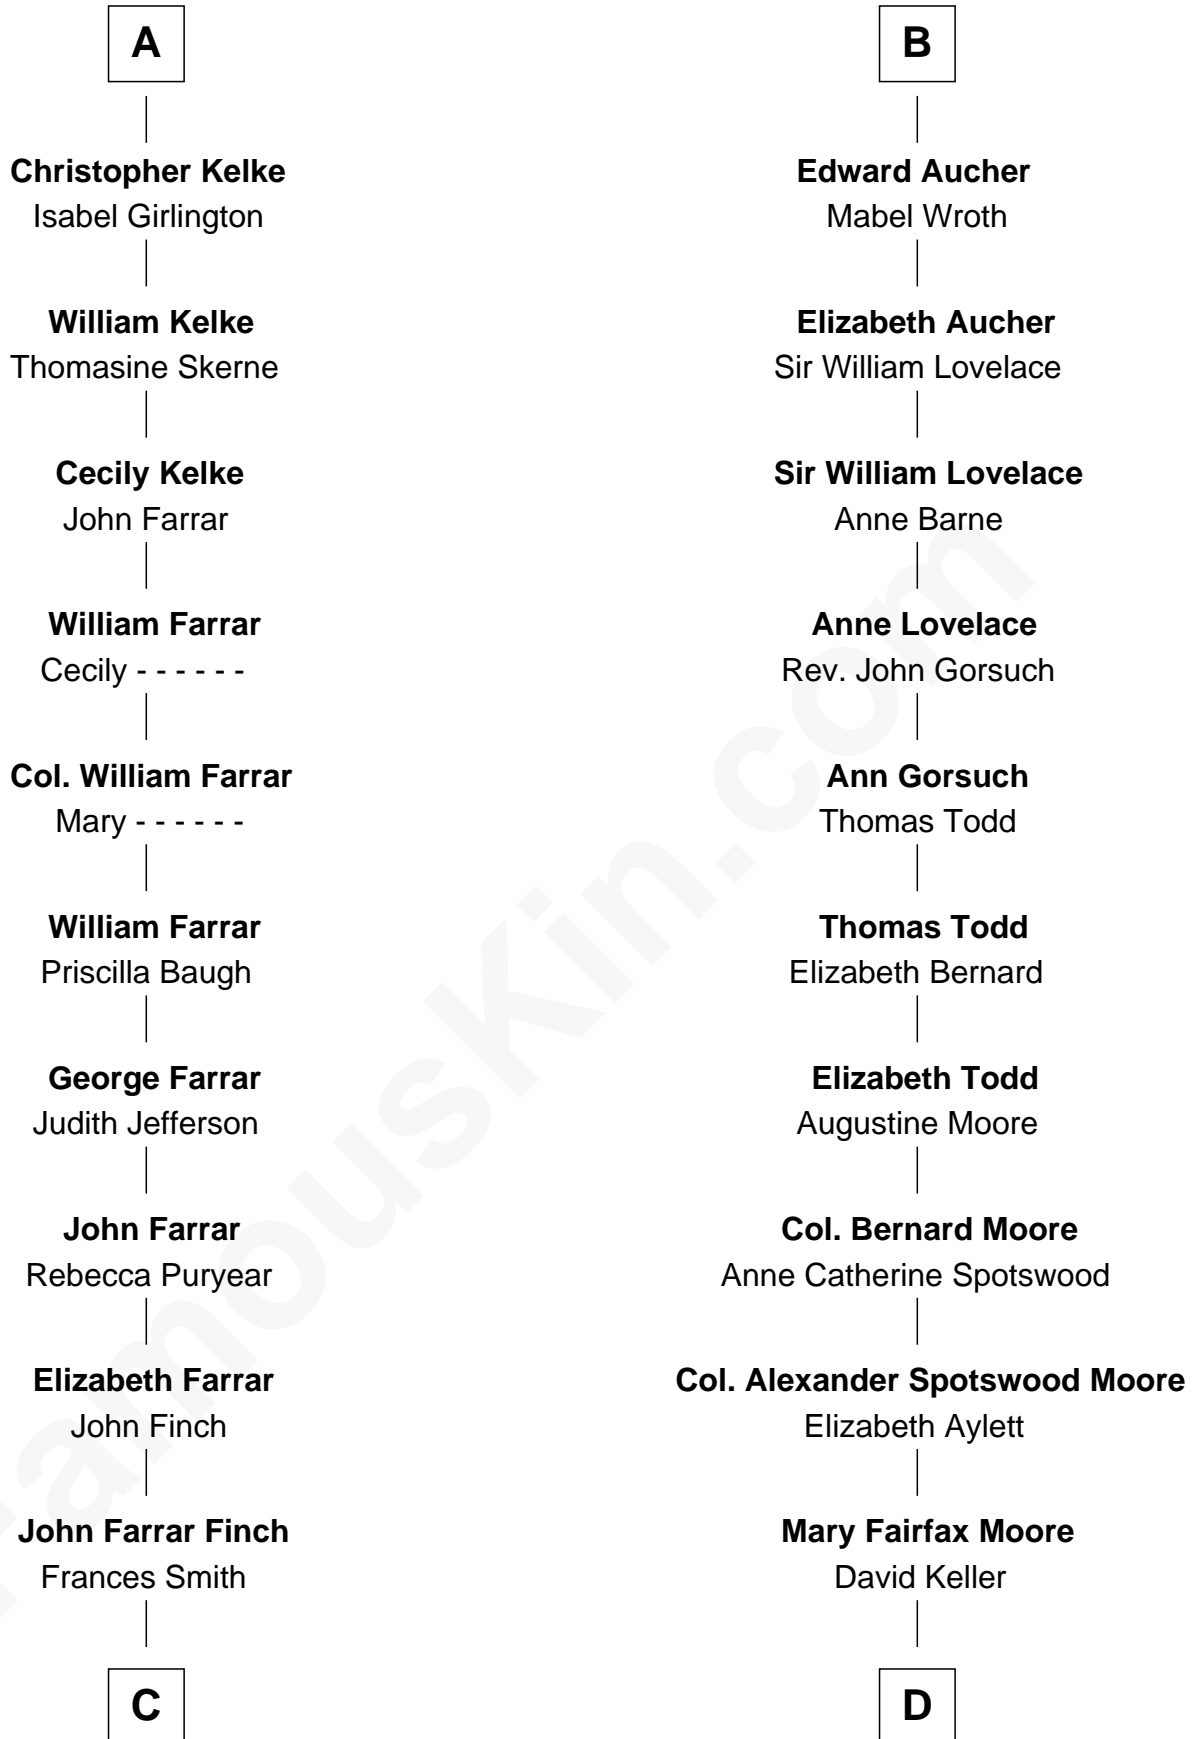 A
Christopher Kelke
Isabel Girlington
William Kelke
Thomasine Skerne
Cecily Kelke
John Farrar
William Farrar
Cecily - - - - - -
Col. William Farrar
Mary - - - - - -
William Farrar
Priscilla Baugh
George Farrar
Judith Jefferson
John Farrar
Rebecca Puryear
Elizabeth Farrar
John Finch
John Farrar Finch
Frances Smith
C
B
Edward Aucher
Mabel Wroth
Elizabeth Aucher
Sir William Lovelace
Sir William Lovelace
Anne Barne
Anne Lovelace
Rev. John Gorsuch
Ann Gorsuch
Thomas Todd
Thomas Todd
Elizabeth Bernard
Elizabeth Todd
Augustine Moore
Col. Bernard Moore
Anne Catherine Spotswood
Col. Alexander Spotswood Moore
Elizabeth Aylett
Mary Fairfax Moore
David Keller
D
FamousKin.com